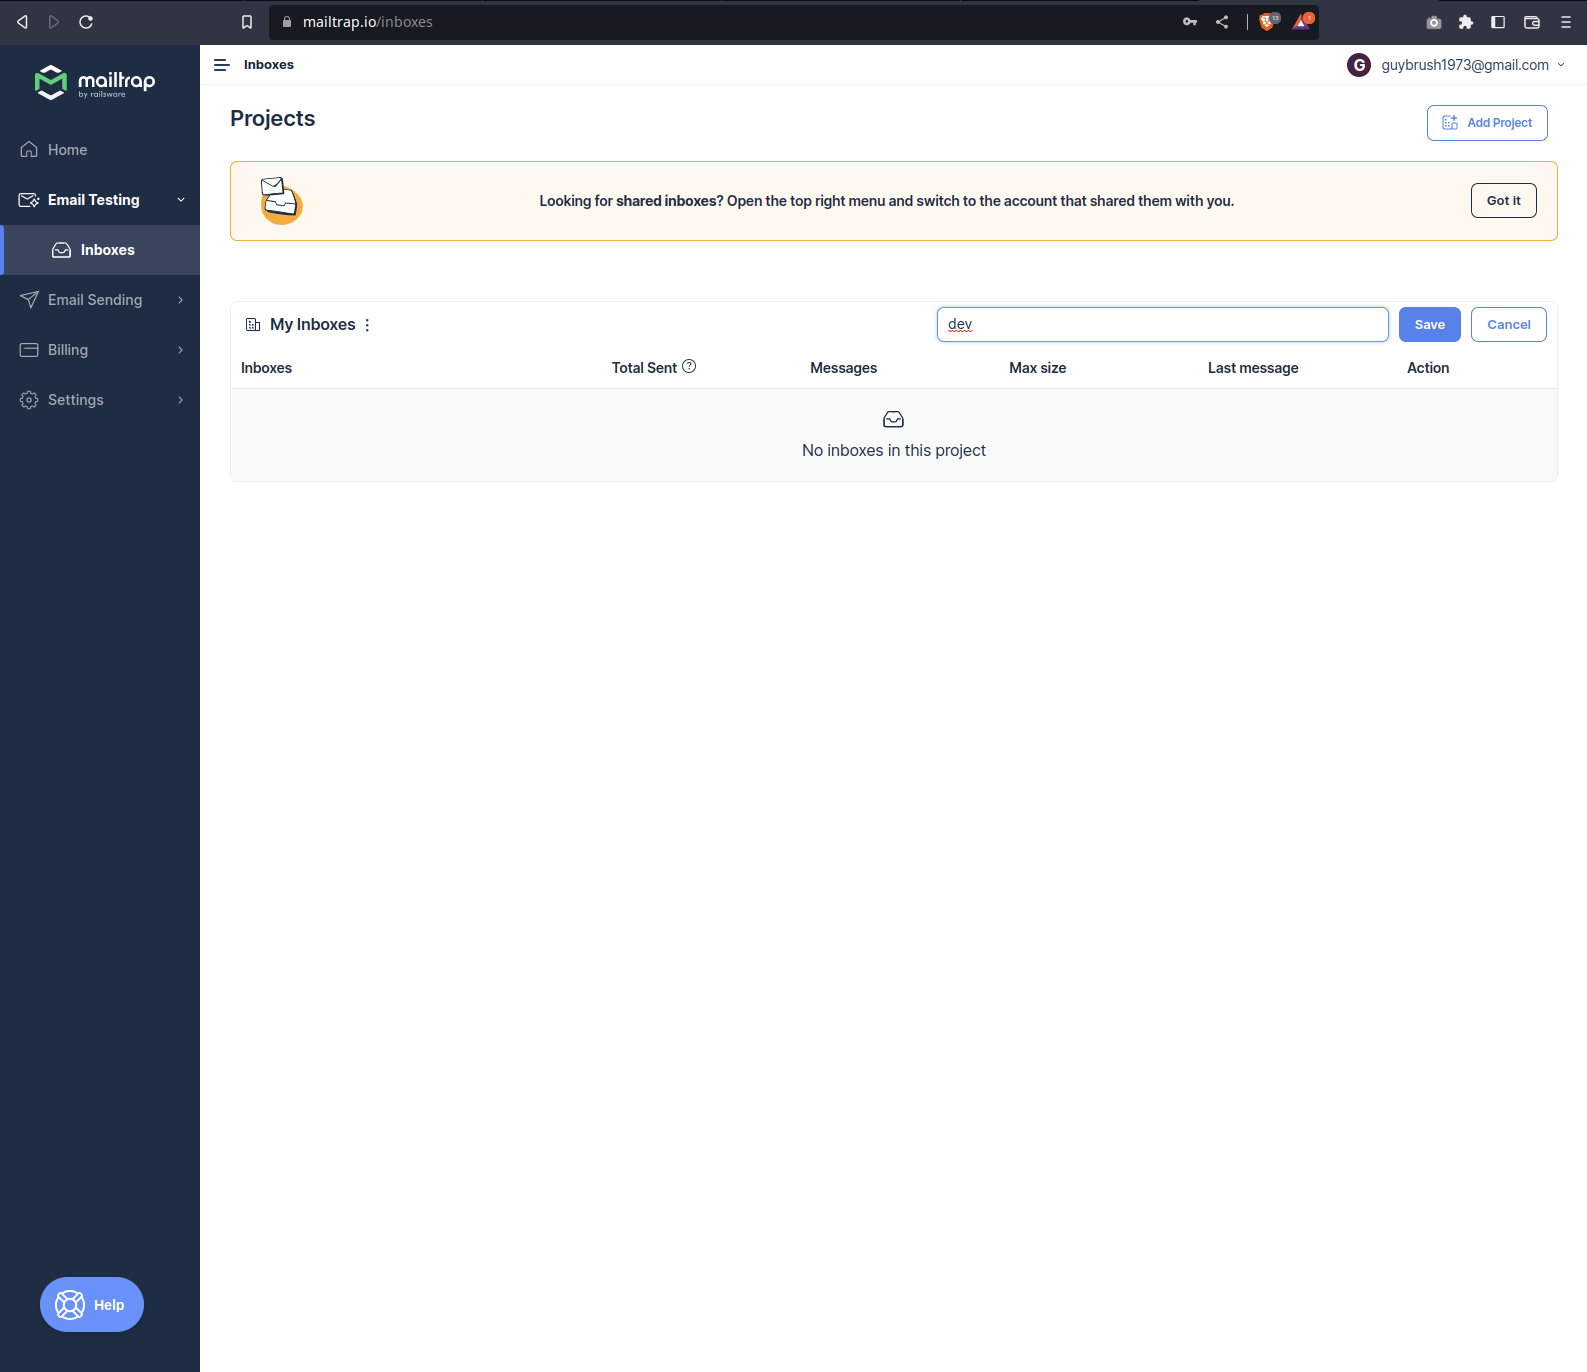 mailtrap.io/inboxes
13
1
mailtrap
by railsware
Home
Email Testing
Inboxes
Email Sending
Billing
Settings
Help
Inboxes
G guybrush1973@gmail.com
Projects
Add Project
Looking for shared inboxes? Open the top right menu and switch to the account that shared them with you.
Got it
My Inboxes
dev
Save
Cancel
Inboxes Total Sent ? Messages Max size Last message Action
No inboxes in this project